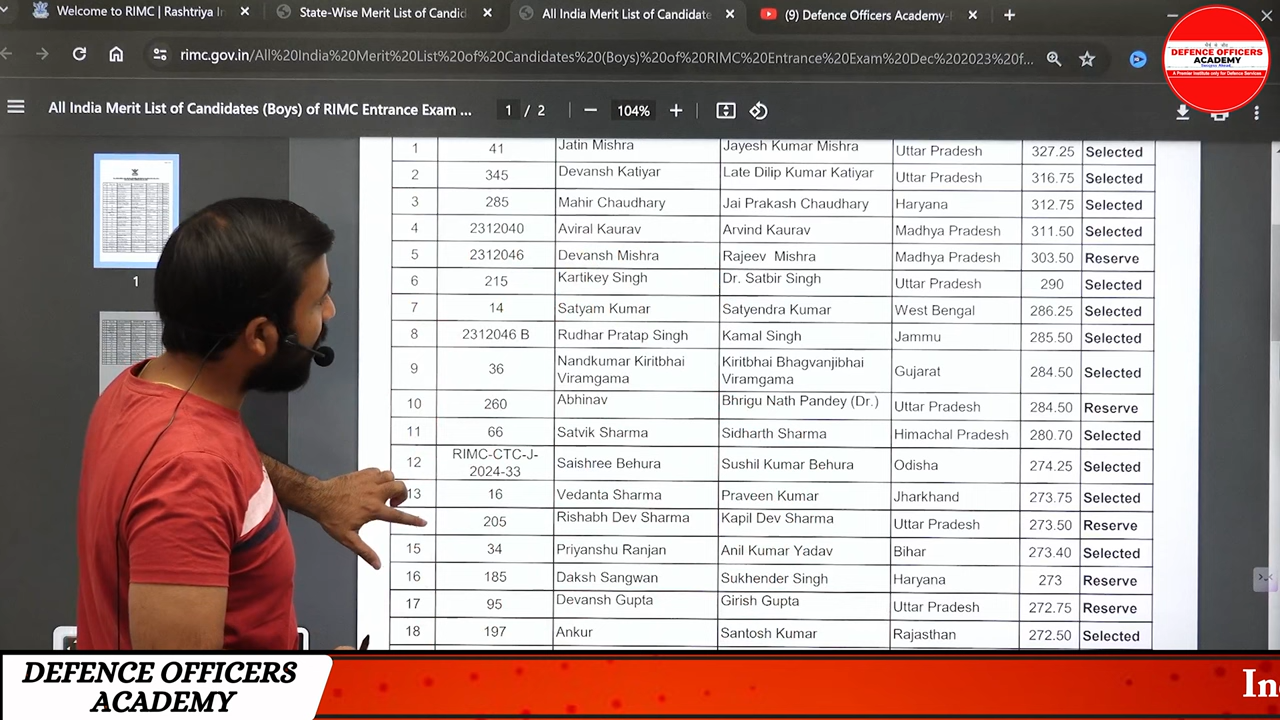 Welcome to RIMC | Rashtriya In
State-Wise Merit List of Candid
All India Merit List of Candidate
(9) Defence Officers Academy-
rimc.gov.in/All%20India%20Merit%20List%20of%20Candidates%20(Boys)%20of%20RIMC%20Entrance%20Exam%20...%20f...
DEFENCE OFFICERS
ACADEMY
A Premier Institute only for Defence Services
All India Merit List of Candidates (Boys) of RIMC Entrance Exam ...
1 / 2
104%
1
1 41 Jatin Mishra Jayesh Kumar Mishra Uttar Pradesh 327.25 Selected
2 345 Devansh Katiyar Late Dilip Kumar Katiyar Uttar Pradesh 316.75 Selected
3 285 Mahir Chaudhary Jai Prakash Chaudhary Haryana 312.75 Selected
4 2312040 Aviral Kaurav Arvind Kaurav Madhya Pradesh 311.50 Selected
5 2312046 Devansh Mishra Rajeev Mishra Madhya Pradesh 303.50 Reserve
6 215 Kartikey Singh Dr. Satbir Singh Uttar Pradesh 290 Selected
7 14 Satyam Kumar Satyendra Kumar West Bengal 286.25 Selected
8 2312046 B Rudhar Pratap Singh Kamal Singh Jammu 285.50 Selected
9 36 Nandkumar Kiritbhai Viramgama Kiritbhai Bhagvanjibhai Viramgama Gujarat 284.50 Selected
10 260 Abhinav Bhrigu Nath Pandey (Dr.) Uttar Pradesh 284.50 Reserve
11 66 Satvik Sharma Sidharth Sharma Himachal Pradesh 280.70 Selected
12 RIMC-CTC-J-2024-33 Saishree Behura Sushil Kumar Behura Odisha 274.25 Selected
13 16 Vedanta Sharma Praveen Kumar Jharkhand 273.75 Selected
205 Rishabh Dev Sharma Kapil Dev Sharma Uttar Pradesh 273.50 Reserve
15 34 Priyanshu Ranjan Anil Kumar Yadav Bihar 273.40 Selected
16 185 Daksh Sangwan Sukhender Singh Haryana 273 Reserve
17 95 Devansh Gupta Girish Gupta Uttar Pradesh 272.75 Reserve
18 197 Ankur Santosh Kumar Rajasthan 272.50 Selected
DEFENCE OFFICERS
ACADEMY
In